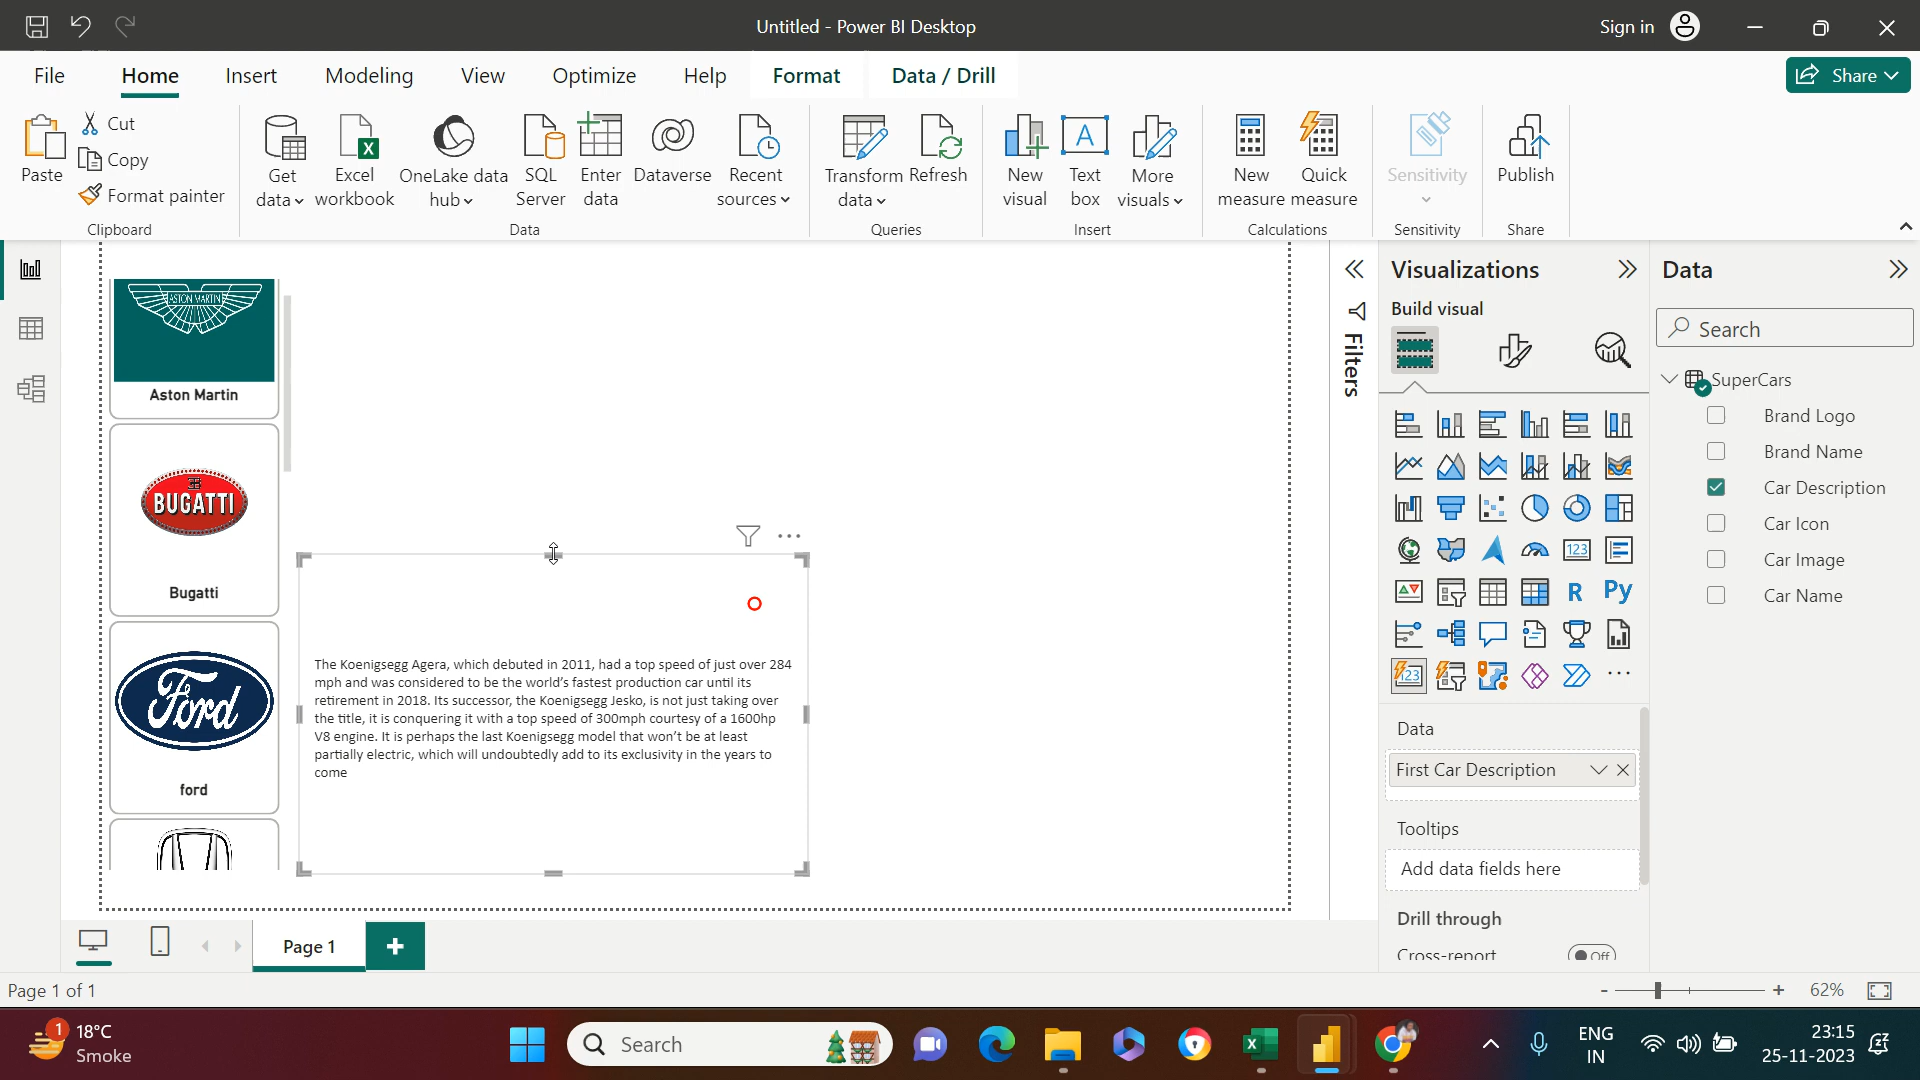 Untitled - Power BI Desktop
Sign in
File
Home
Insert
Modeling
View
Optimize
Help
Format
Data / Drill
Share
Paste
Cut
Copy
Format painter
Clipboard
Get
data
Excel
workbook
OneLake data
hub
SQL
Server
Enter
data
Dataverse
Recent
sources
Data
Transform
data
Refresh
Queries
New
visual
Text
box
More
visuals
Insert
New
measure
Quick
measure
Calculations
Sensitivity
Sensitivity
Publish
Share
ASTON MARTIN
Aston Martin
BUGATTI
Bugatti
Ford
ford
The Koenigsegg Agera, which debuted in 2011, had a top speed of just over 284
mph and was considered to be the world's fastest production car until its
retirement in 2018. Its successor, the Koenigsegg Jesko, is not just taking over
the title, it is conquering it with a top speed of 300mph courtesy of a 1600hp
V8 engine. It is perhaps the last Koenigsegg model that won't be at least
partially electric, which will undoubtedly add to its exclusivity in the years to
come
Filters
Visualizations
Build visual
123
R
Py
123
Data
First Car Description
Tooltips
Add data fields here
Drill through
Cross-report
Off
Data
Search
SuperCars
Brand Logo
Brand Name
Car Description
Car Icon
Car Image
Car Name
Page 1
Page 1 of 1
62%
1
18°C
Smoke
Search
ENG
IN
23:15
25-11-2023